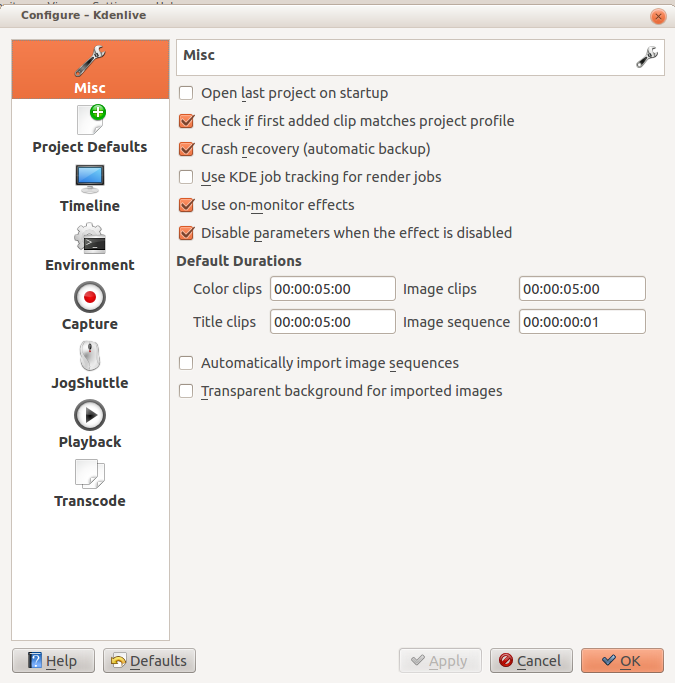 Configure – Kdenlive
Misc
Project Defaults
Timeline
Environment
Capture
JogShuttle
Playback
Transcode
Misc
Open last project on startup
Check if first added clip matches project profile
Crash recovery (automatic backup)
Use KDE job tracking for render jobs
Use on-monitor effects
Disable parameters when the effect is disabled
Default Durations
Color clips 00:00:05:00 Image clips 00:00:05:00
Title clips 00:00:05:00 Image sequence 00:00:00:01
Automatically import image sequences
Transparent background for imported images
Help Defaults Apply Cancel OK